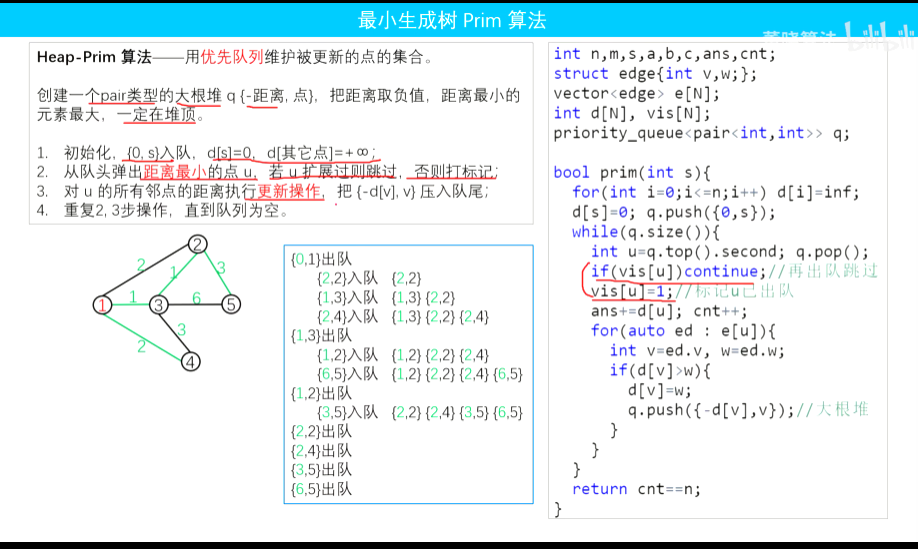 最小生成树 Prim 算法
董晓算法 bilibili
Heap-Prim 算法——用优先队列维护被更新的点的集合。
创建一个pair类型的大根堆 q {-距离, 点}，把距离取负值，距离最小的
元素最大，一定在堆顶。
1. 初始化，{0, s}入队，d[s]=0，d[其它点]=+∞；
2. 从队头弹出距离最小的点 u，若 u 扩展过则跳过，否则打标记；
3. 对 u 的所有邻点的距离执行更新操作，把 {-d[v], v} 压入队尾；
4. 重复2, 3步操作，直到队列为空。
2
2
1
3
1
1
3
6
5
3
2
4
{0,1}出队
{2,2}入队 {2,2}
{1,3}入队 {1,3} {2,2}
{2,4}入队 {1,3} {2,2} {2,4}
{1,3}出队
{1,2}入队 {1,2} {2,2} {2,4}
{6,5}入队 {1,2} {2,2} {2,4} {6,5}
{1,2}出队
{3,5}入队 {2,2} {2,4} {3,5} {6,5}
{2,2}出队
{2,4}出队
{3,5}出队
{6,5}出队
int n,m,s,a,b,c,ans,cnt;
struct edge{int v,w;};
vector<edge> e[N];
int d[N], vis[N];
priority_queue<pair<int,int>> q;
bool prim(int s){
for(int i=0;i<=n;i++) d[i]=inf;
d[s]=0; q.push({0,s});
while(q.size()){
int u=q.top().second; q.pop();
if(vis[u])continue;//再出队跳过
vis[u]=1;//标记u已出队
ans+=d[u]; cnt++;
for(auto ed : e[u]){
int v=ed.v, w=ed.w;
if(d[v]>w){
d[v]=w;
q.push({-d[v],v});//大根堆
}
}
}
return cnt==n;
}